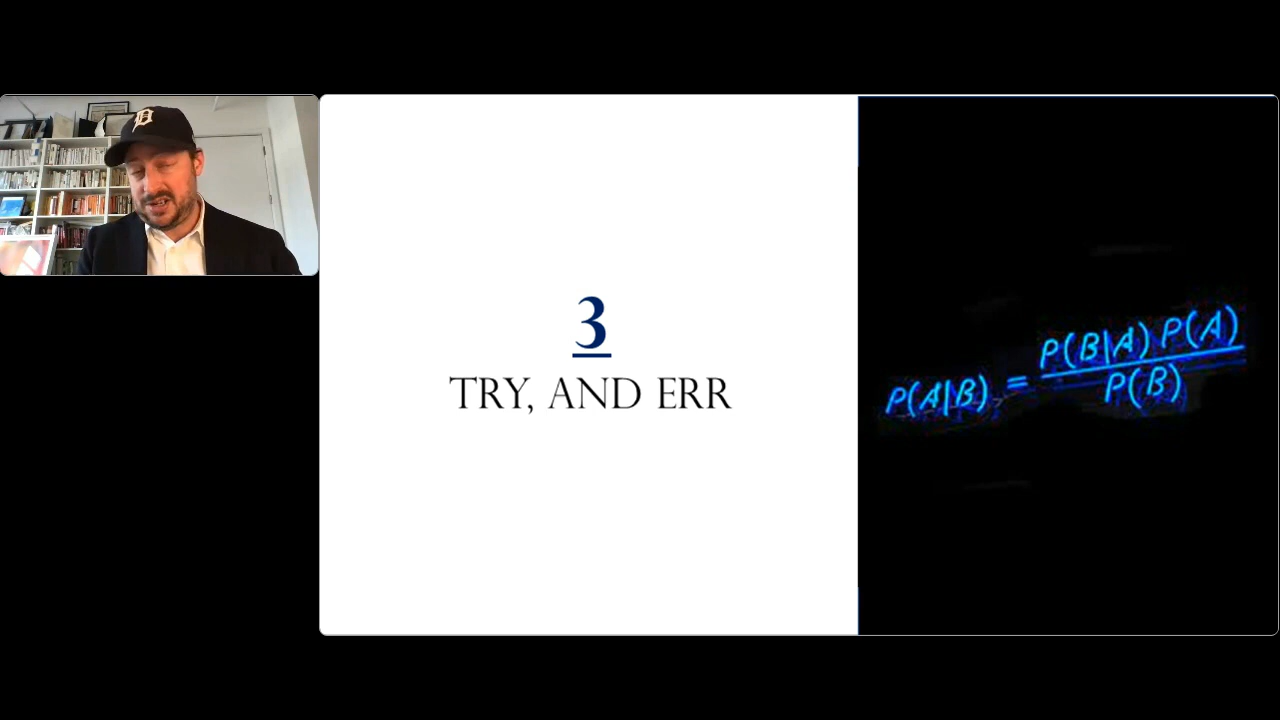 D
3
TRY, AND ERR
P(A|B) = P(B|A) P(A)
P(B)